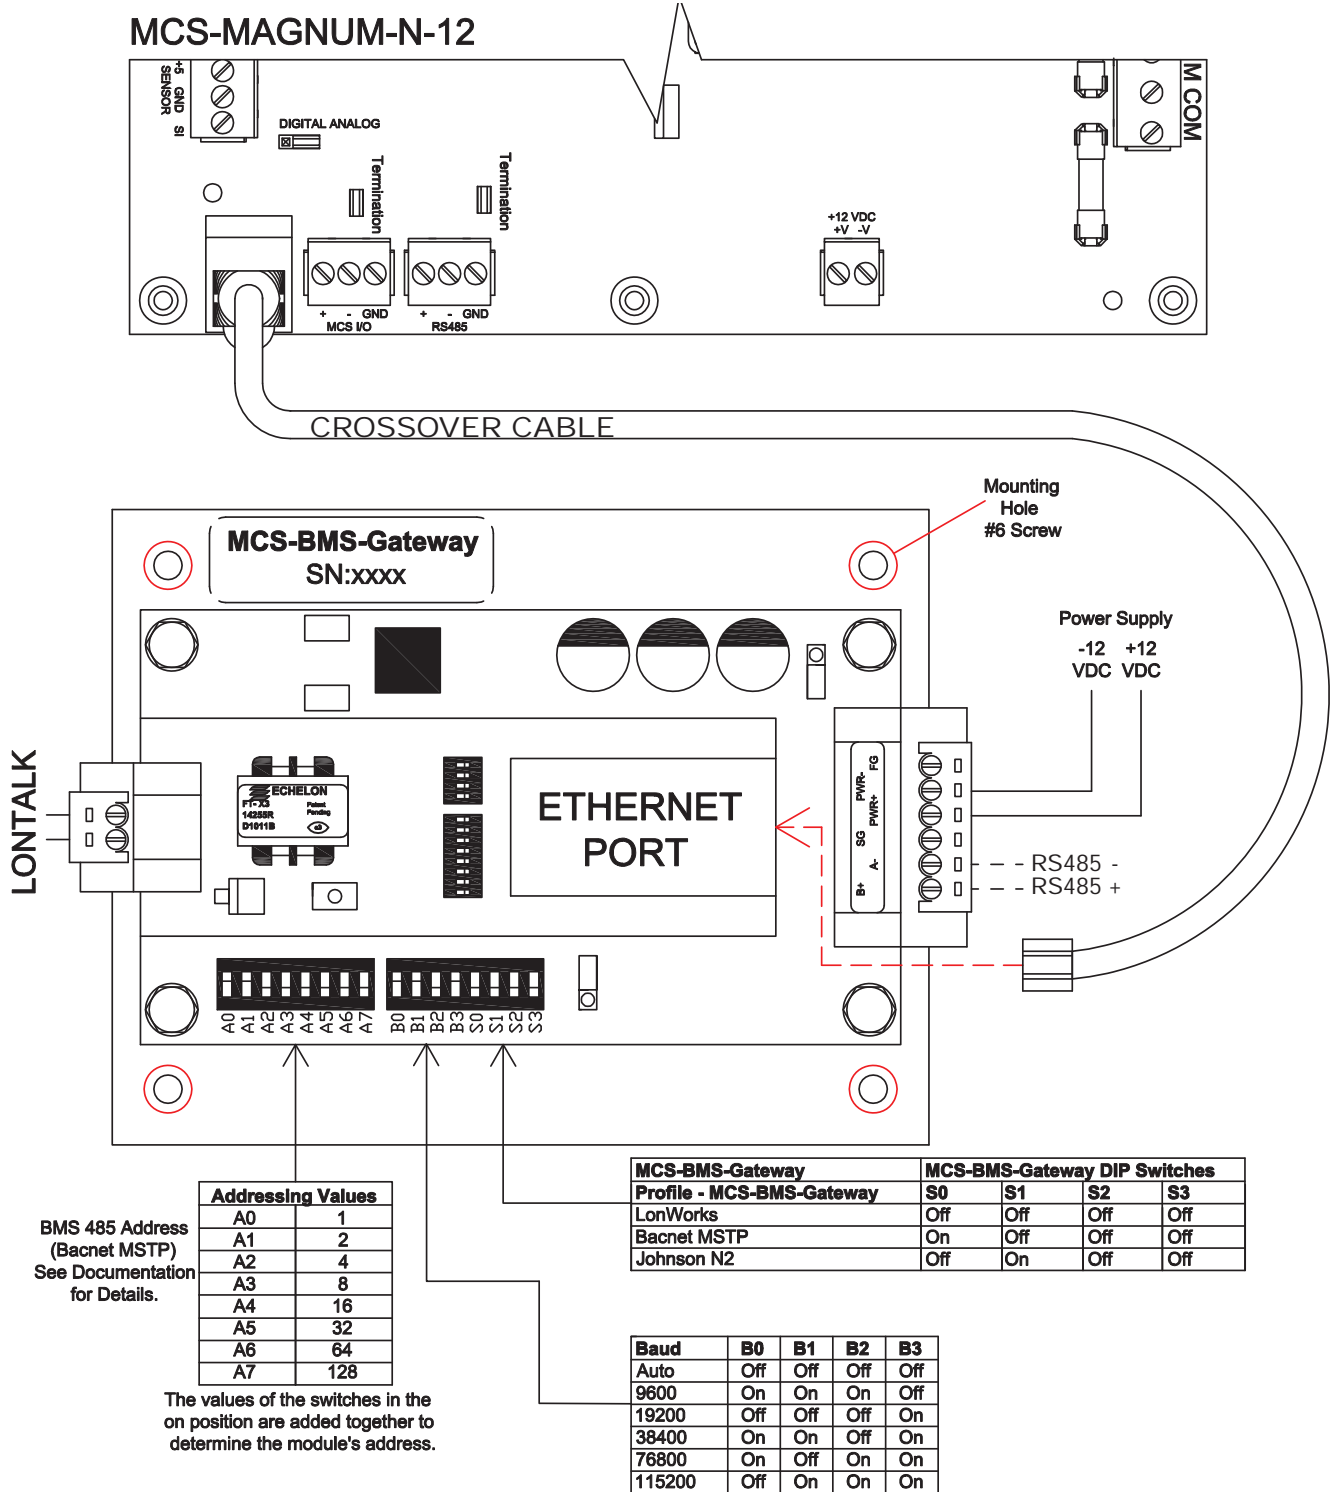 MCS-MAGNUM-N-12
+5 GND SI
SENSOR
DIGITAL ANALOG
Termination
Termination
M COM
+12 VDC
+V -V
+ - GND
MCS I/O
+ - GND
RS485
CROSSOVER CABLE
Mounting
Hole
#6 Screw
MCS-BMS-Gateway
SN:xxxx
Power Supply
-12 +12
VDC VDC
LONTALK
ECHELON
FT-X3
14255R
D1011B
Patent
Pending
e3
ETHERNET
PORT
B+ A- SG PWR+ PWR- FG
RS485 -
RS485 +
A0 A1 A2 A3 A4 A5 A6 A7
B0 B1 B2 B3 S0 S1 S2 S3
MCS-BMS-Gateway MCS-BMS-Gateway DIP Switches
Profile - MCS-BMS-Gateway S0 S1 S2 S3
LonWorks Off Off Off Off
Bacnet MSTP On Off Off Off
Johnson N2 Off On Off Off
BMS 485 Address
(Bacnet MSTP)
See Documentation
for Details.
Addressing Values
A0 1
A1 2
A2 4
A3 8
A4 16
A5 32
A6 64
A7 128
The values of the switches in the
on position are added together to
determine the module's address.
Baud B0 B1 B2 B3
Auto Off Off Off Off
9600 On On On Off
19200 Off Off Off On
38400 On On Off On
76800 On Off On On
115200 Off On On On